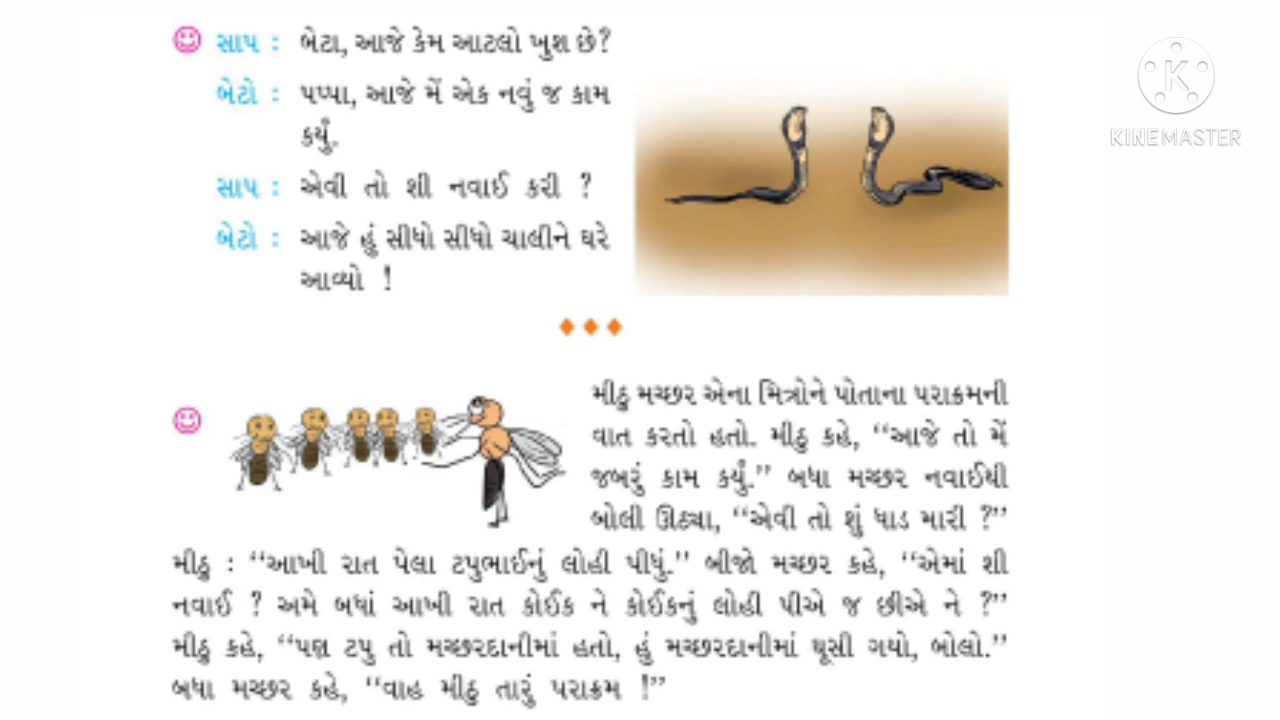 સાપ : બેટા, આજે કેમ આટલો ખુશ છે?
બેટો : પપ્પા, આજે મેં એક નવું જ કામ
કર્યું.
સાપ : એવી તો શી નવાઈ કરી ?
બેટો : આજે હું સીધો સીધો ચાલીને ઘરે
આવ્યો !
K
KINEMASTER
મીઠુ મચ્છર એના મિત્રોને પોતાના પરાક્રમની
વાત કરતો હતો. મીઠુ કહે, “આજે તો મેં
જબરું કામ કર્યું.” બધા મચ્છર નવાઈથી
બોલી ઊઠ્યા, “એવી તો શું ધાડ મારી ?”
મીઠુ : “આખી રાત પેલા ટપુભાઈનું લોહી પીધું.” બીજો મચ્છર કહે, “એમાં શી
નવાઈ ? અમે બધાં આખી રાત કોઈક ને કોઈકનું લોહી પીએ જ છીએ ને ?”
મીઠુ કહે, “પણ ટપુ તો મચ્છરદાનીમાં હતો, હું મચ્છરદાનીમાં ઘૂસી ગયો, બોલો.”
બધા મચ્છર કહે, “વાહ મીઠુ તારું પરાક્રમ !”